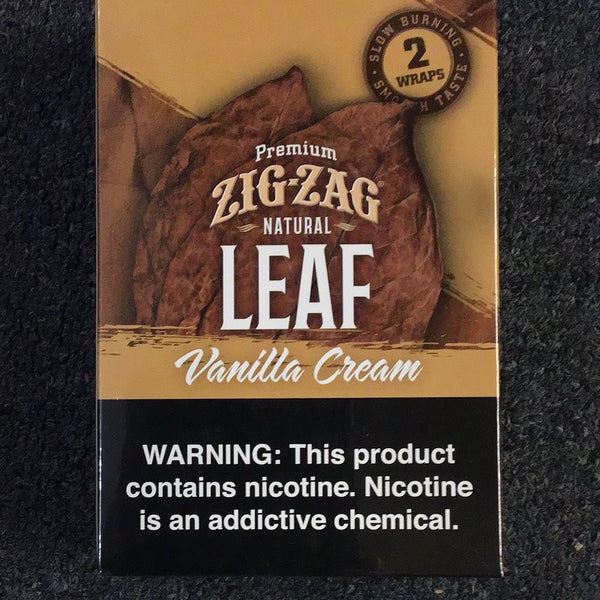 SLOW BURNING
2
WRAPS
SMOOTH TASTE
Premium
ZIG-ZAG®
NATURAL
LEAF
Vanilla Cream
WARNING: This product
contains nicotine. Nicotine
is an addictive chemical.